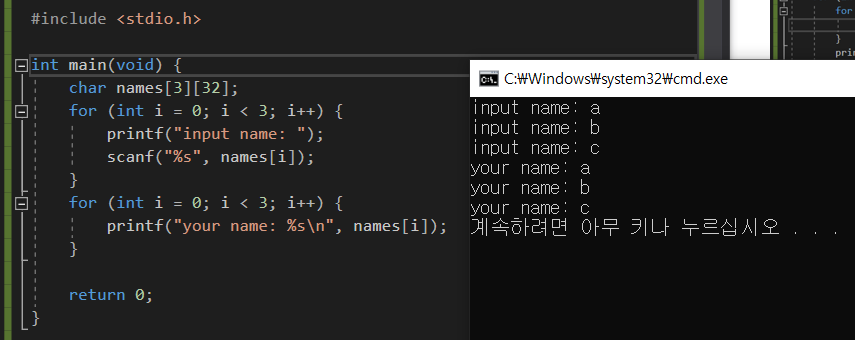 #include <stdio.h>
int main(void) {
char names[3][32];
for (int i = 0; i < 3; i++) {
printf("input name: ");
scanf("%s", names[i]);
}
for (int i = 0; i < 3; i++) {
printf("your name: %s\n", names[i]);
}
return 0;
}
C:₩Windows₩system32₩cmd.exe
input name: a
input name: b
input name: c
your name: a
your name: b
your name: c
계속하려면 아무 키나 누르십시오 . . .
for
}
prin